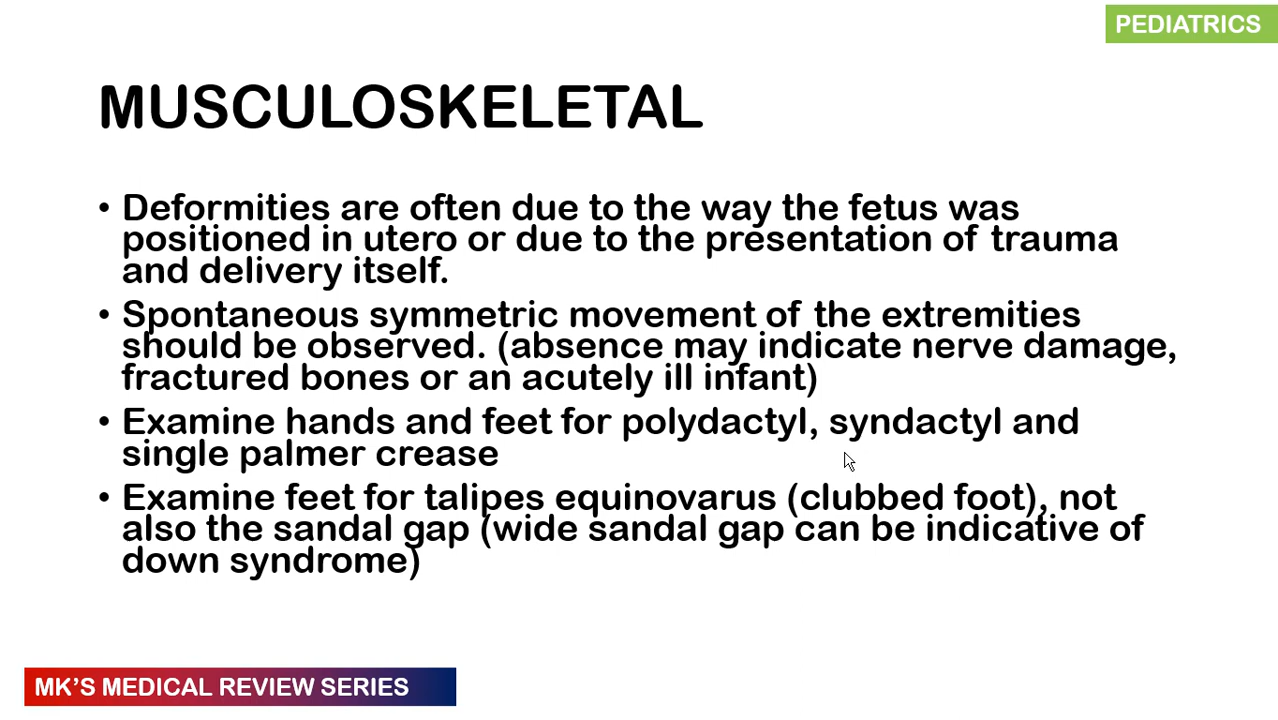 PEDIATRICS
MUSCULOSKELETAL
• Deformities are often due to the way the fetus was
positioned in utero or due to the presentation of trauma
and delivery itself.
• Spontaneous symmetric movement of the extremities
should be observed. (absence may indicate nerve damage,
fractured bones or an acutely ill infant)
• Examine hands and feet for polydactyl, syndactyl and
single palmer crease
• Examine feet for talipes equinovarus (clubbed foot), not
also the sandal gap (wide sandal gap can be indicative of
down syndrome)
MK’S MEDICAL REVIEW SERIES